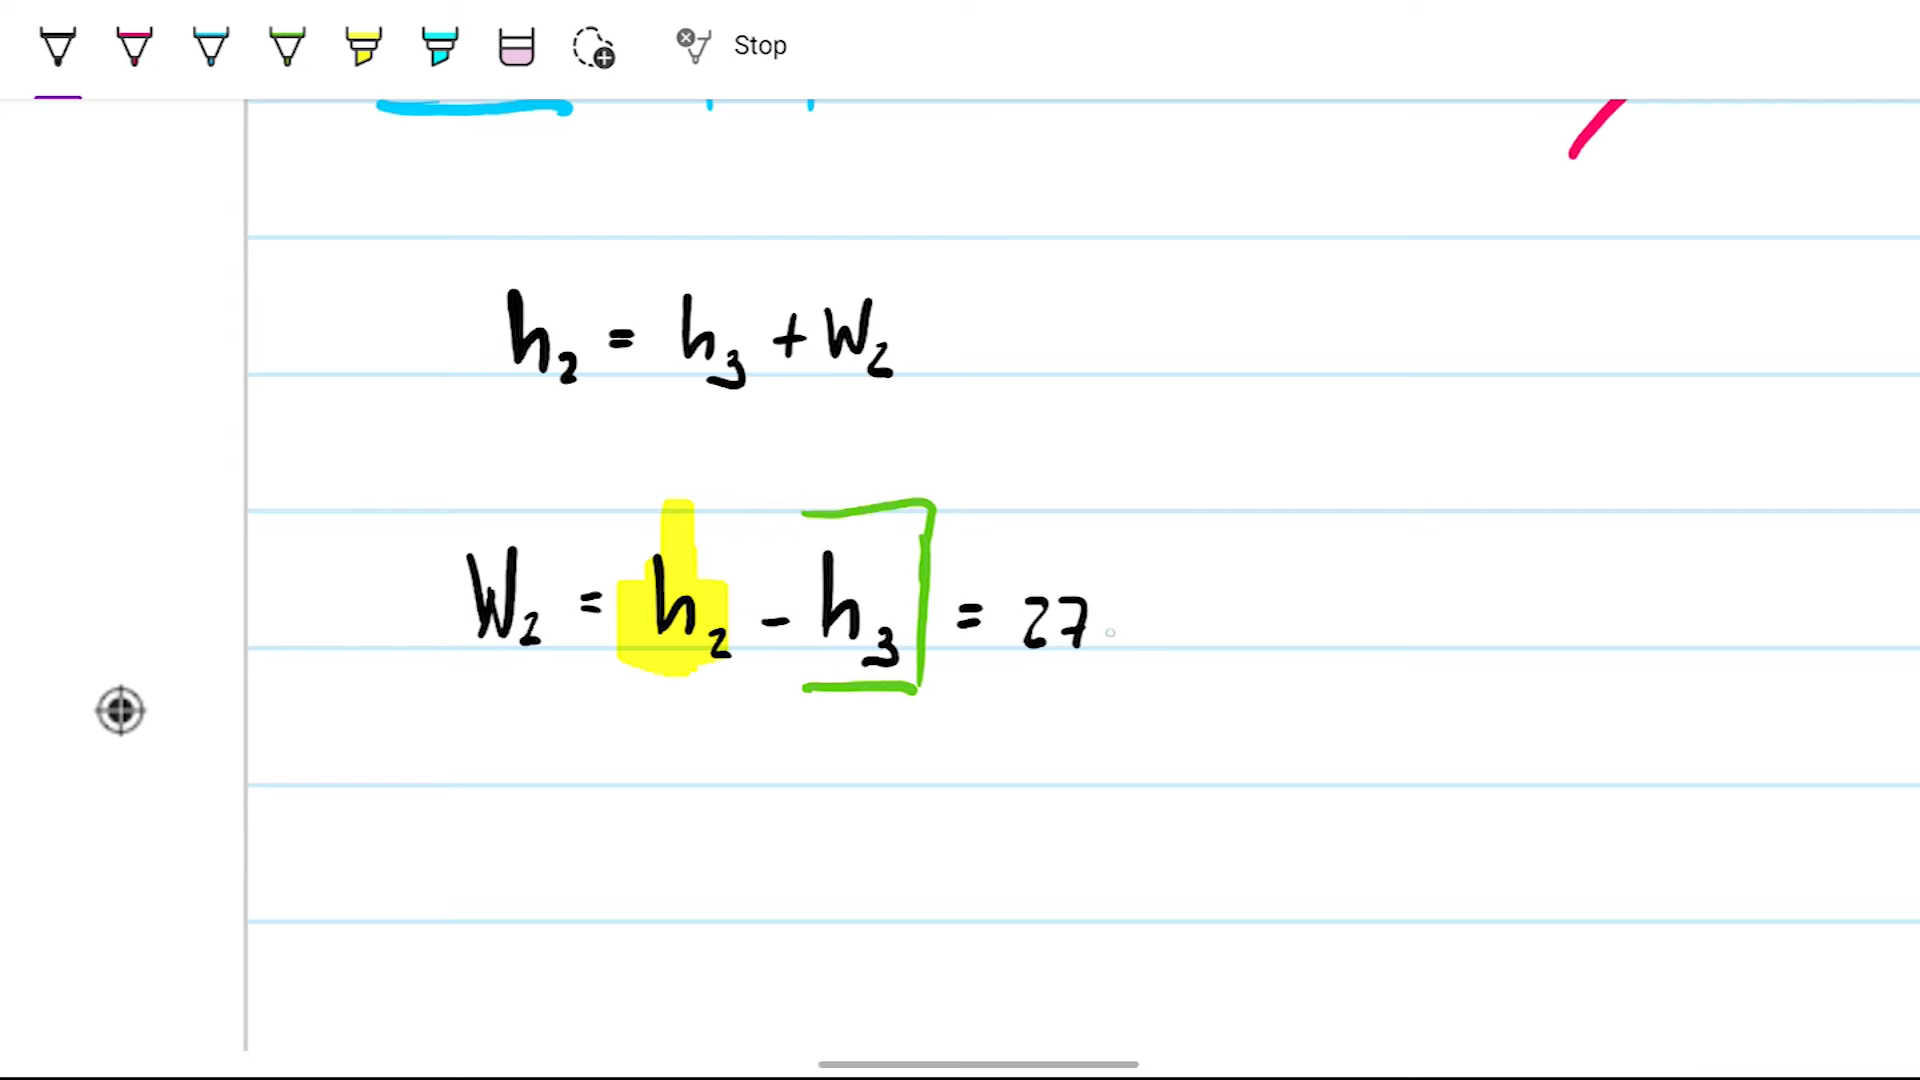 Stop
h₂ = h₃ + W₂
W₂ = h₂ - h₃ = 27